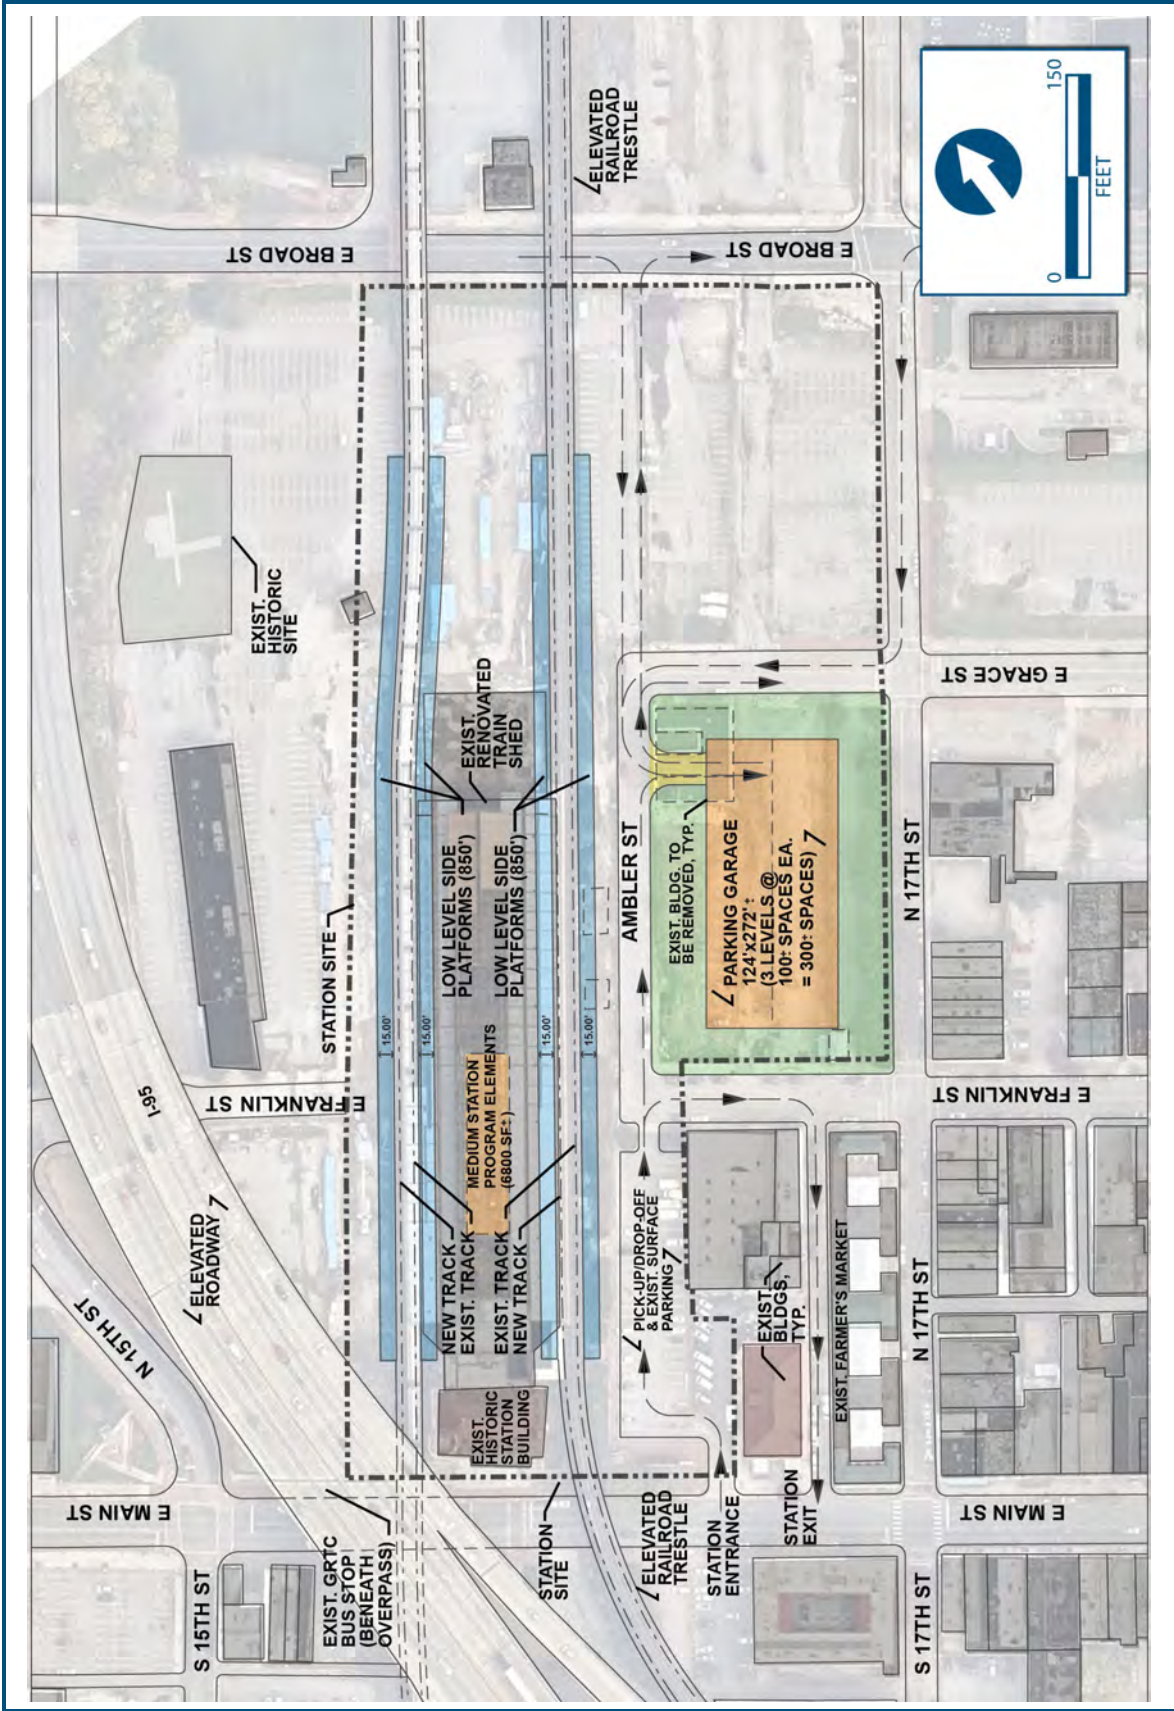 ELEVATED
RAILROAD
TRESTLE
150
FEET
0
E BROAD ST
E BROAD ST
EXIST.
HISTORIC
SITE
E GRACE ST
EXIST.
RENOVATED
TRAIN
SHED
STATION SITE
LOW LEVEL SIDE
PLATFORMS (850')
LOW LEVEL SIDE
PLATFORMS (850')
AMBLER ST
EXIST. BLDG. TO
BE REMOVED, TYP.
PARKING GARAGE
124'x272'±
(3 LEVELS @
100± SPACES EA.
= 300± SPACES)
N 17TH ST
15.00'
15.00'
15.00'
15.00'
I-95
E FRANKLIN ST
MEDIUM STATION
PROGRAM ELEMENTS
(6800 SF±)
E FRANKLIN ST
ELEVATED
ROADWAY
N 15TH ST
NEW TRACK
EXIST. TRACK
EXIST. TRACK
NEW TRACK
PICK-UP/DROP-OFF
& EXIST. SURFACE
PARKING
EXIST.
BLDGS,
TYP.
EXIST. FARMER'S MARKET
N 17TH ST
EXIST.
HISTORIC
STATION
BUILDING
E MAIN ST
E MAIN ST
S 15TH ST
EXIST. GRTC
BUS STOP
(BENEATH
OVERPASS)
STATION
SITE
ELEVATED
RAILROAD
TRESTLE
STATION
ENTRANCE
STATION
EXIT
S 17TH ST